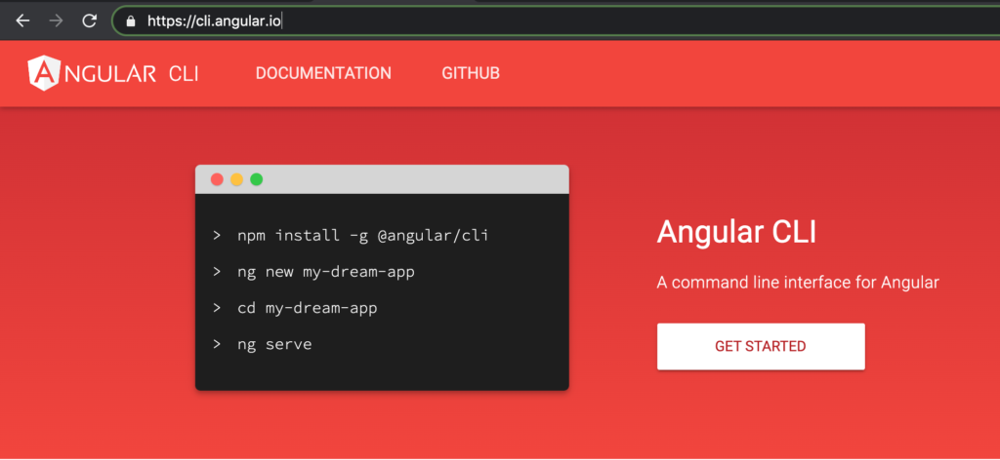 https://cli.angular.io
ANGULAR CLI DOCUMENTATION GITHUB
> npm install -g @angular/cli
> ng new my-dream-app
> cd my-dream-app
> ng serve
Angular CLI
A command line interface for Angular
GET STARTED